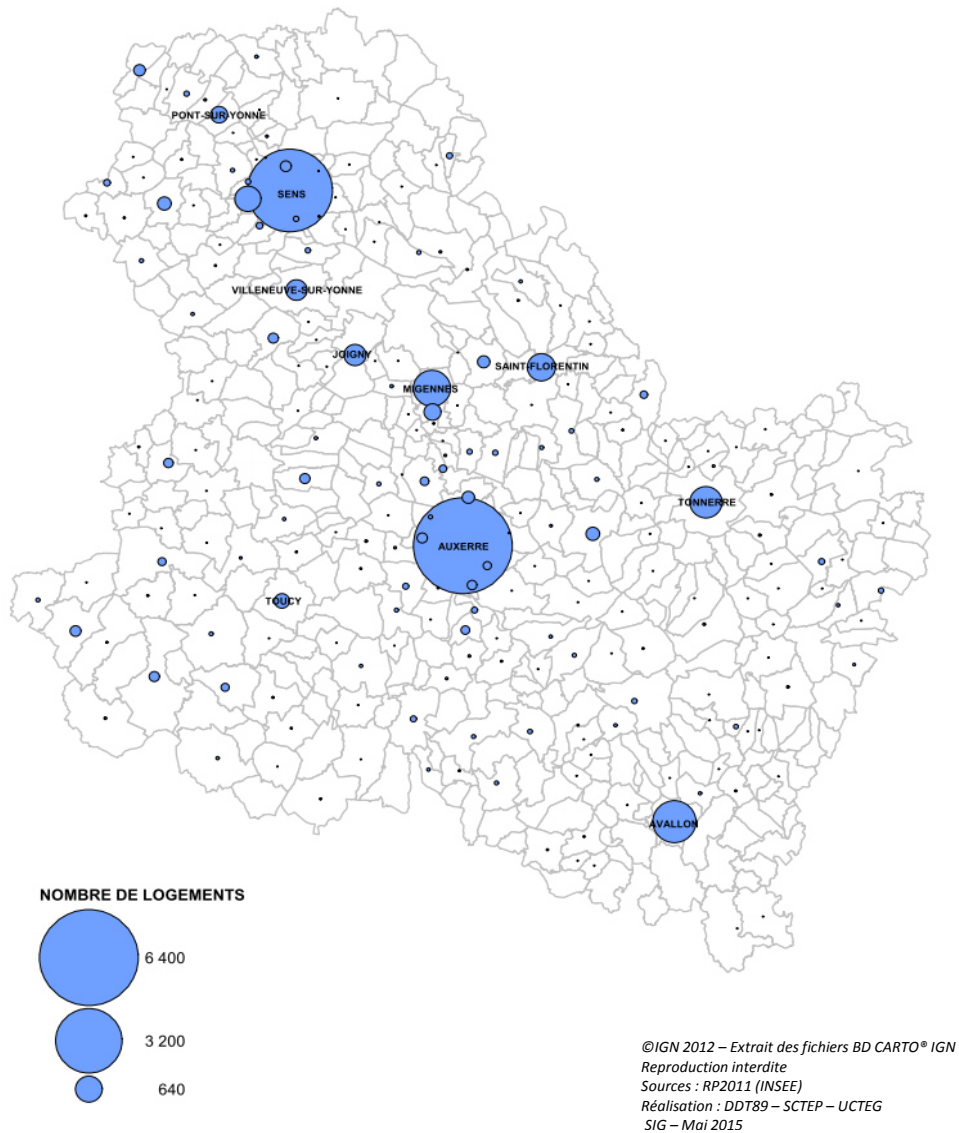 PONT-SUR-YONNE
SENS
VILLENEUVE-SUR-YONNE
JOIGNY
SAINT-FLORENTIN
MIGENNES
TONNERRE
AUXERRE
TOUCY
AVALLON
NOMBRE DE LOGEMENTS
6 400
3 200
640
©IGN 2012 – Extrait des fichiers BD CARTO® IGN
Reproduction interdite
Sources : RP2011 (INSEE)
Réalisation : DDT89 – SCTEP – UCTEG
SIG – Mai 2015